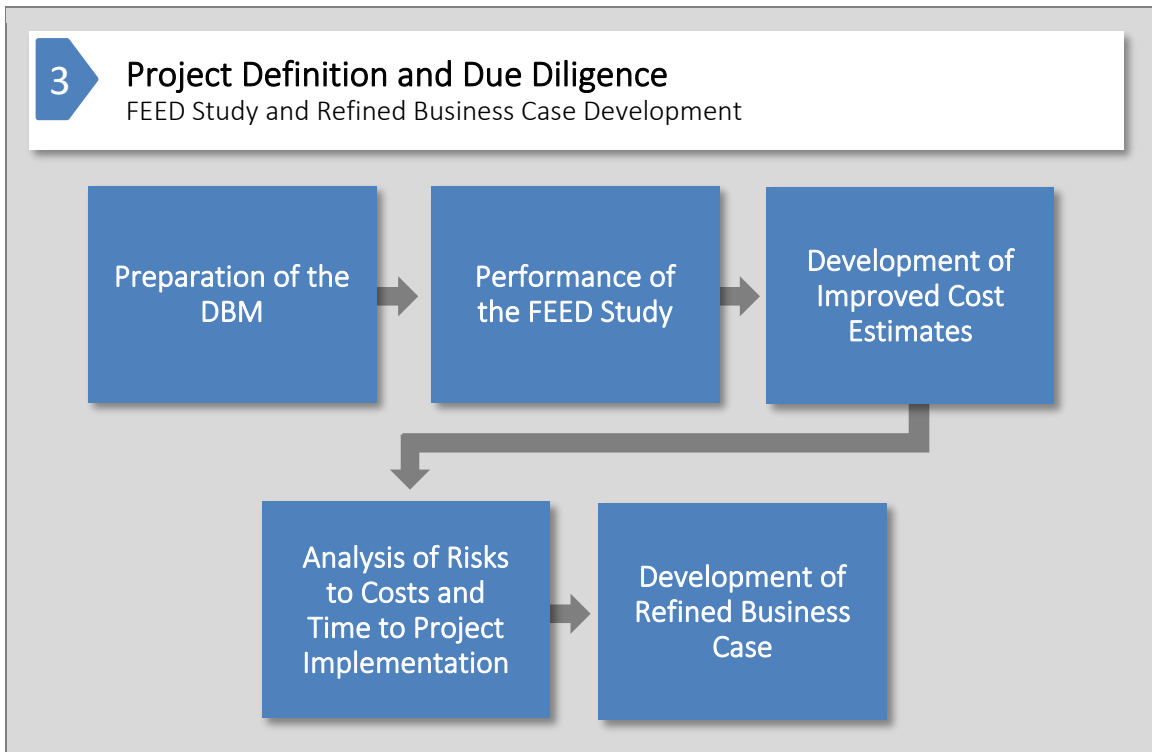 3
Project Definition and Due Diligence
FEED Study and Refined Business Case Development
Preparation of the
DBM
Performance of
the FEED Study
Development of
Improved Cost
Estimates
Analysis of Risks
to Costs and
Time to Project
Implementation
Development of
Refined Business
Case